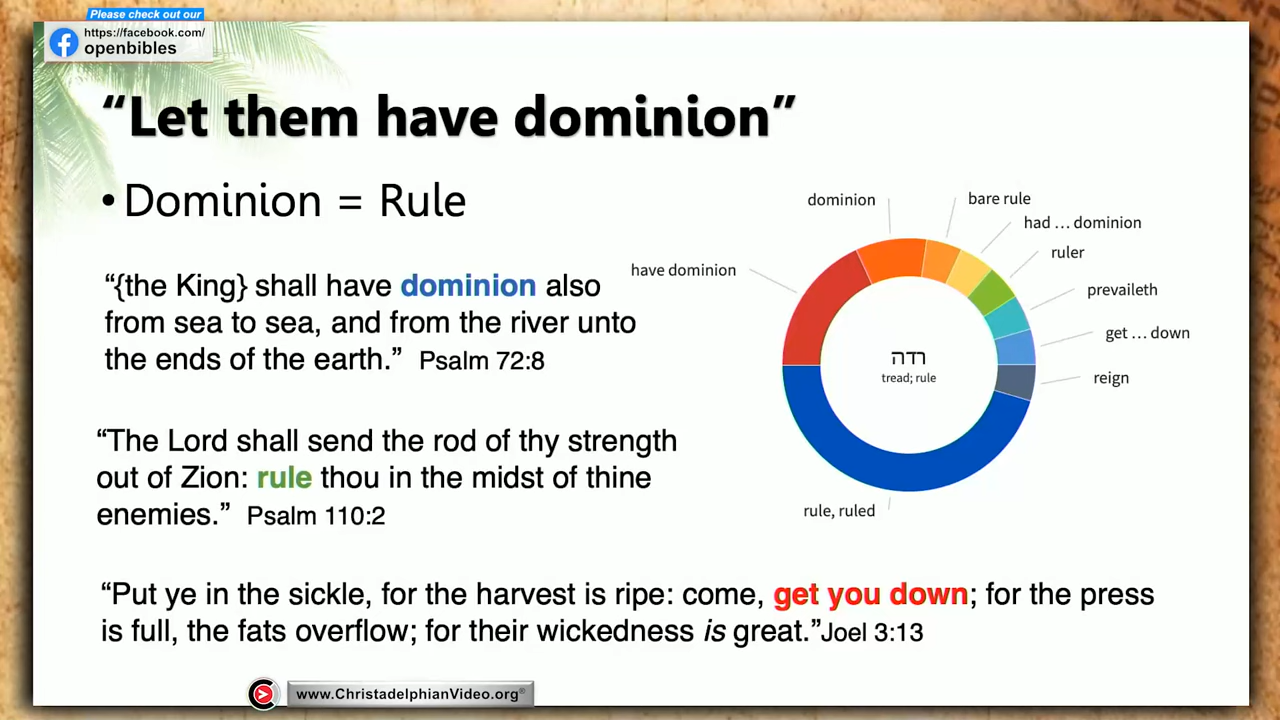 Please check out our
https://facebook.com/
openbibles
“Let them have dominion”
•Dominion = Rule
“{the King} shall have dominion also
from sea to sea, and from the river unto
the ends of the earth.” Psalm 72:8
“The Lord shall send the rod of thy strength
out of Zion: rule thou in the midst of thine
enemies.” Psalm 110:2
“Put ye in the sickle, for the harvest is ripe: come, get you down; for the press
is full, the fats overflow; for their wickedness is great.”Joel 3:13
dominion
bare rule
had … dominion
ruler
have dominion
prevaileth
get … down
reign
רדה
tread; rule
rule, ruled
www.ChristadelphianVideo.org®